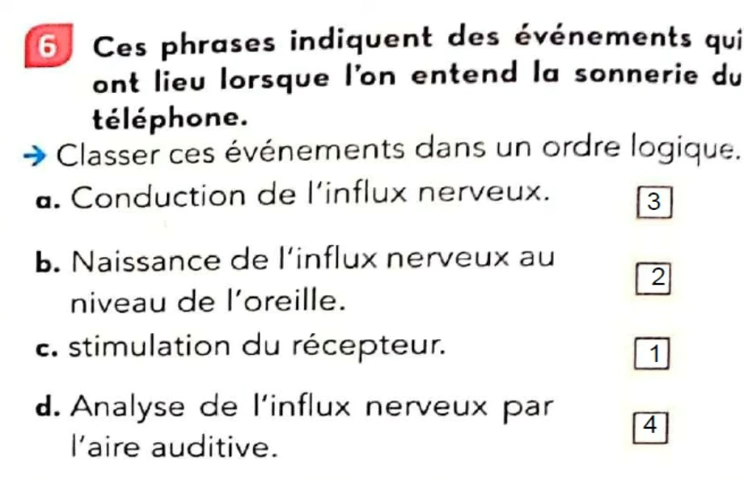 6 Ces phrases indiquent des événements qui
ont lieu lorsque l'on entend la sonnerie du
téléphone.
→ Classer ces événements dans un ordre logique.
a. Conduction de l'influx nerveux. 3
b. Naissance de l'influx nerveux au
niveau de l'oreille. 2
c. stimulation du récepteur. 1
d. Analyse de l'influx nerveux par
l'aire auditive. 4